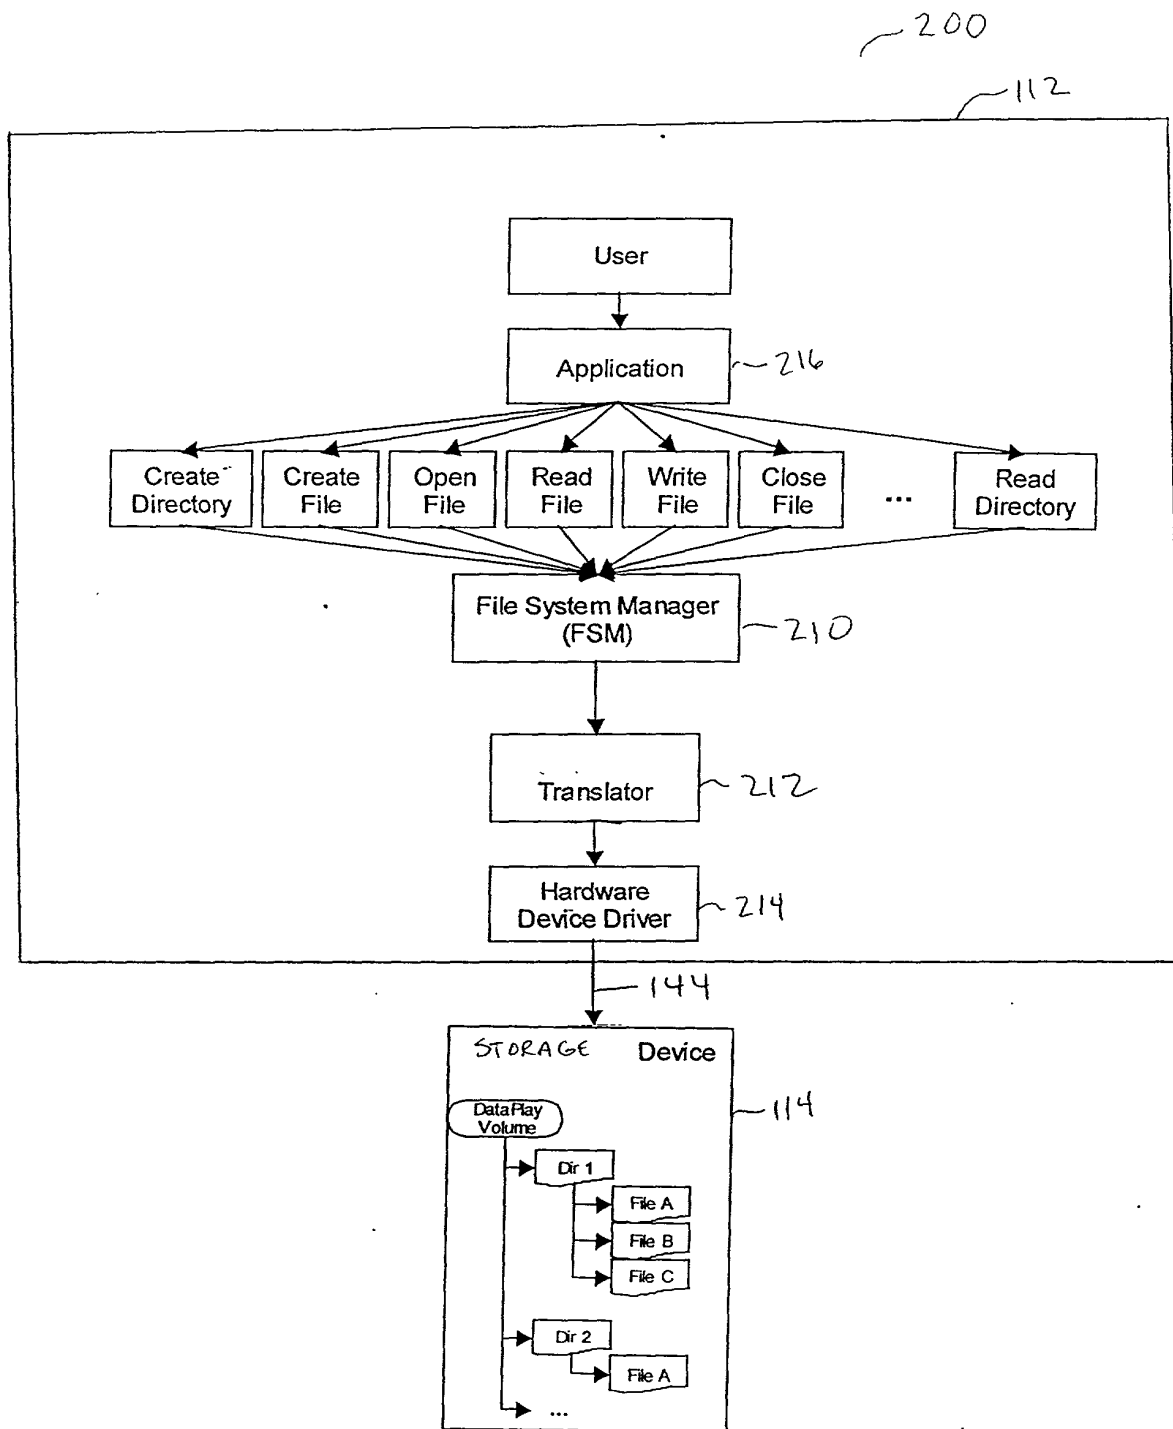 200
112
User
Application
216
Create
Directory
Create
File
Open
File
Read
File
Write
File
Close
File
...
Read
Directory
File System Manager
(FSM)
210
Translator
212
Hardware
Device Driver
214
144
STORAGE Device
114
DataPlay
Volume
Dir 1
File A
File B
File C
Dir 2
File A
...